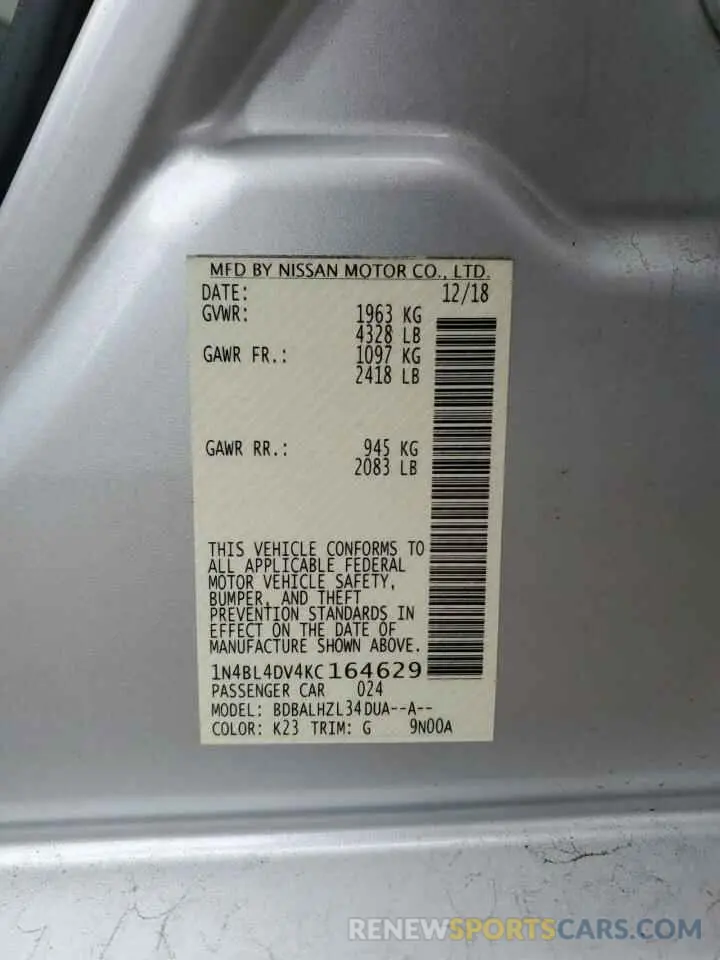 MFD BY NISSAN MOTOR CO., LTD.
DATE: 12/18
GVWR: 1963 KG
4328 LB
GAWR FR.: 1097 KG
2418 LB
GAWR RR.: 945 KG
2083 LB
THIS VEHICLE CONFORMS TO
ALL APPLICABLE FEDERAL
MOTOR VEHICLE SAFETY,
BUMPER, AND THEFT
PREVENTION STANDARDS IN
EFFECT ON THE DATE OF
MANUFACTURE SHOWN ABOVE.
1N4BL4DV4KC164629
PASSENGER CAR 024
MODEL: BDBALHZL34DUA--A--
COLOR: K23 TRIM: G 9N00A
RENEWSPORTSCARS.COM